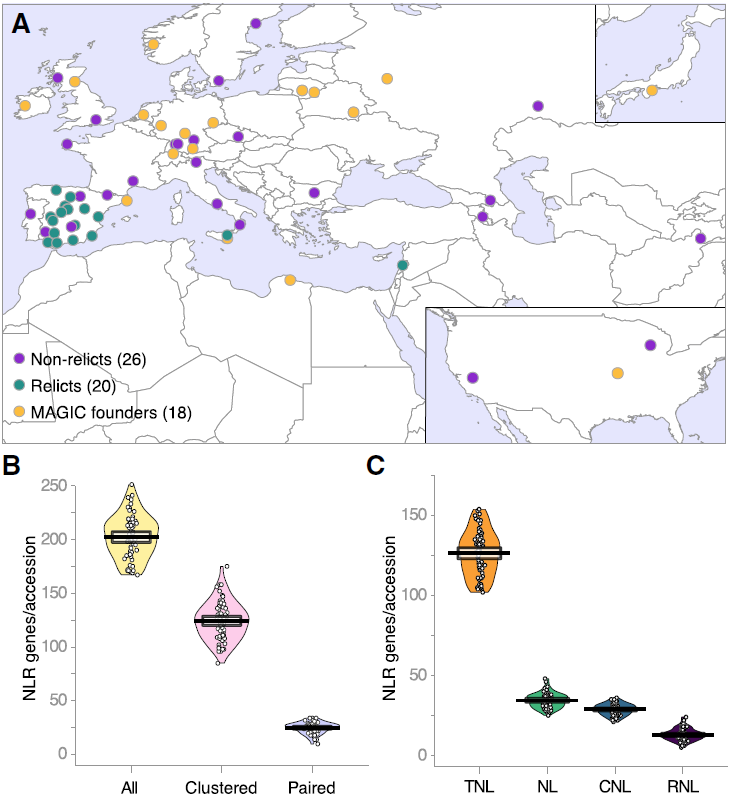 A
Non-relicts (26)
Relicts (20)
MAGIC founders (18)
B
NLR genes/accession
250
200
150
100
50
0
All Clustered Paired
C
NLR genes/accession
150
100
50
0
TNL NL CNL RNL